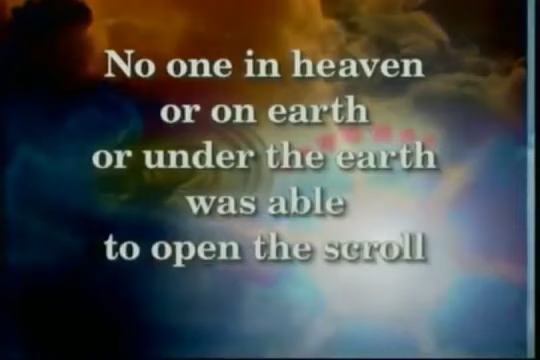 No one in heaven
or on earth
or under the earth
was able
to open the scroll